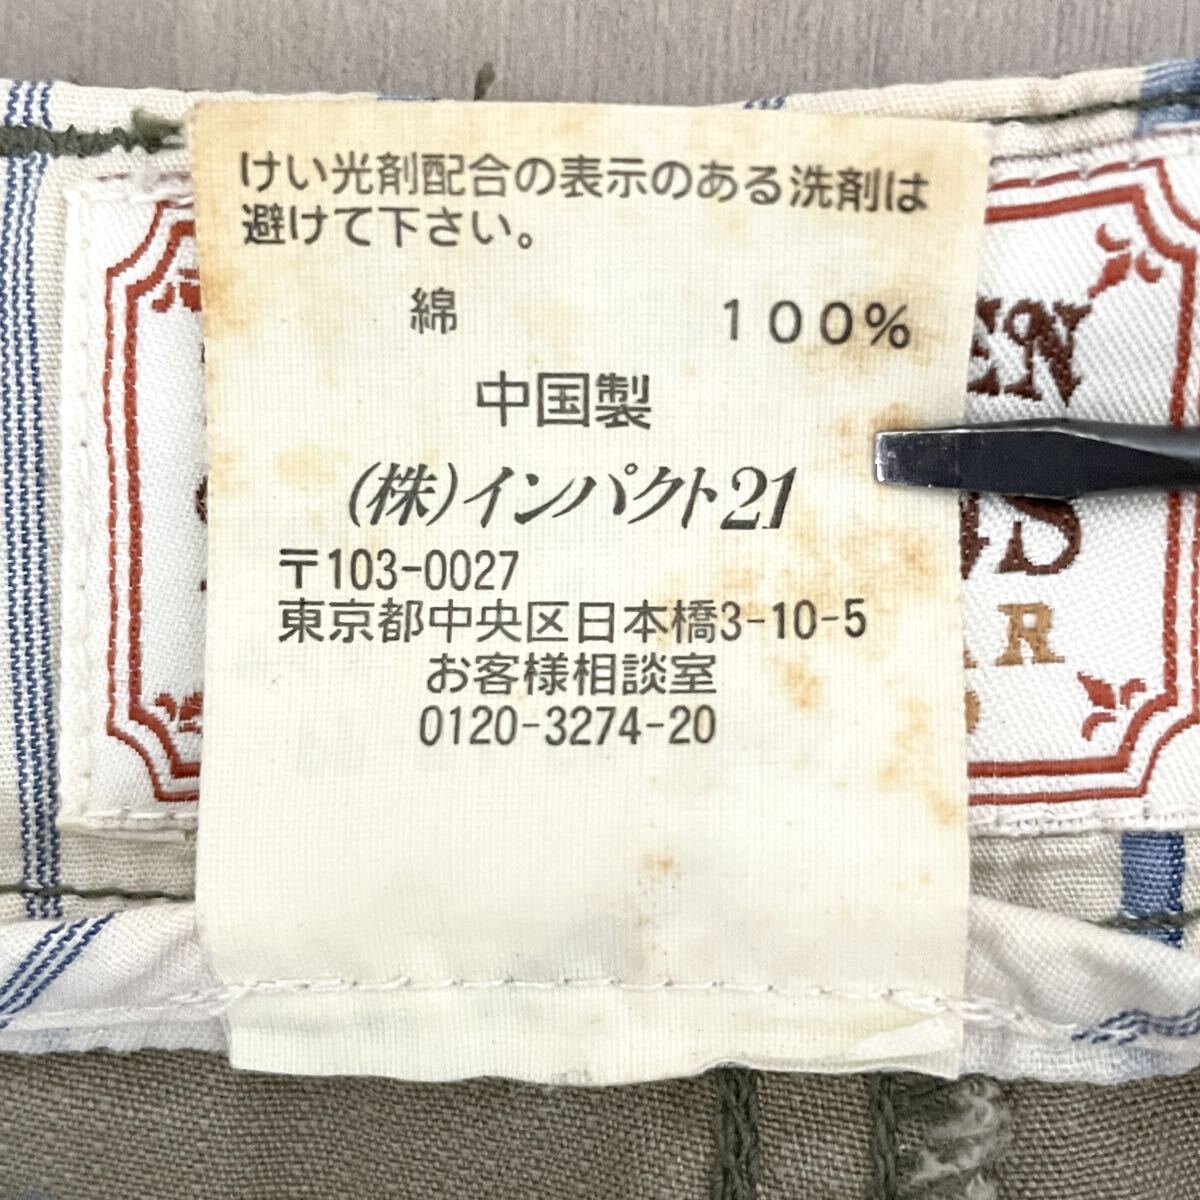 けい光剤配合の表示のある洗剤は
避けて下さい。
綿 100%
中国製
(株)インパクト21
〒103-0027
東京都中央区日本橋3-10-5
お客様相談室
0120-3274-20